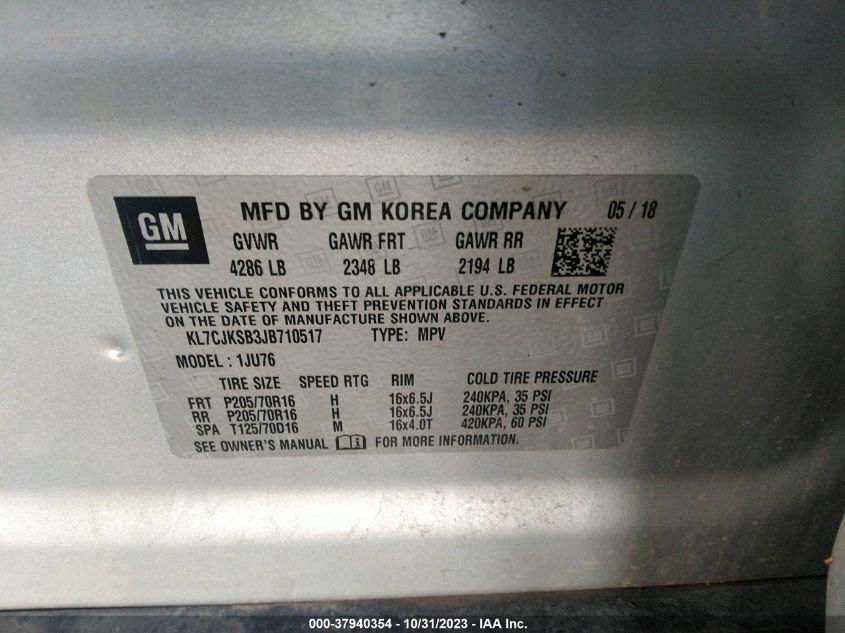 GM MFD BY GM KOREA COMPANY 05 / 18
GVWR GAWR FRT GAWR RR
4286 LB 2348 LB 2194 LB
THIS VEHICLE CONFORMS TO ALL APPLICABLE U.S. FEDERAL MOTOR
VEHICLE SAFETY AND THEFT PREVENTION STANDARDS IN EFFECT
ON THE DATE OF MANUFACTURE SHOWN ABOVE.
KL7CJKSB3JB710517 TYPE: MPV
MODEL : 1JU76
TIRE SIZE SPEED RTG RIM COLD TIRE PRESSURE
FRT P205/70R16 H 16x6.5J 240KPA, 35 PSI
RR P205/70R16 H 16x6.5J 240KPA, 35 PSI
SPA T125/70D16 M 16x4.0T 420KPA, 60 PSI
SEE OWNER'S MANUAL FOR MORE INFORMATION.
000-37940354 - 10/31/2023 - IAA Inc.